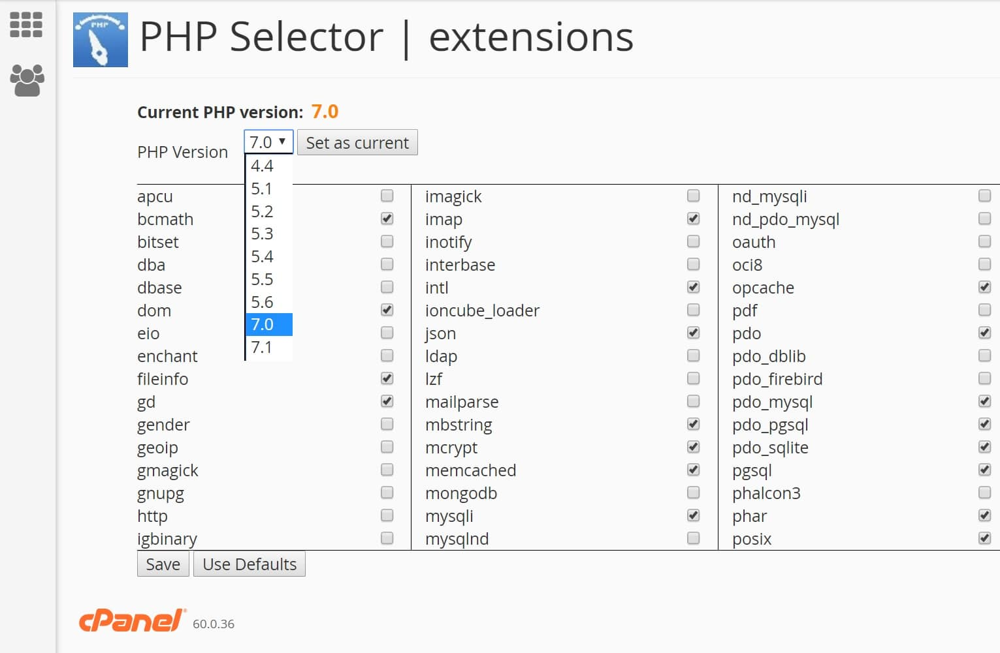 PHP
PHP Selector | extensions
Current PHP version: 7.0
PHP Version 7.0 Set as current
4.4
5.1
5.2
5.3
5.4
5.5
5.6
7.0
7.1
apcu
bcmath
bitset
dba
dbase
dom
eio
enchant
fileinfo
gd
gender
geoip
gmagick
gnupg
http
igbinary
imagick
imap
inotify
interbase
intl
ioncube_loader
json
ldap
lzf
mailparse
mbstring
mcrypt
memcached
mongodb
mysqli
mysqlnd
nd_mysqli
nd_pdo_mysql
oauth
oci8
opcache
pdf
pdo
pdo_dblib
pdo_firebird
pdo_mysql
pdo_pgsql
pdo_sqlite
pgsql
phalcon3
phar
posix
Save Use Defaults
cPanel® 60.0.36